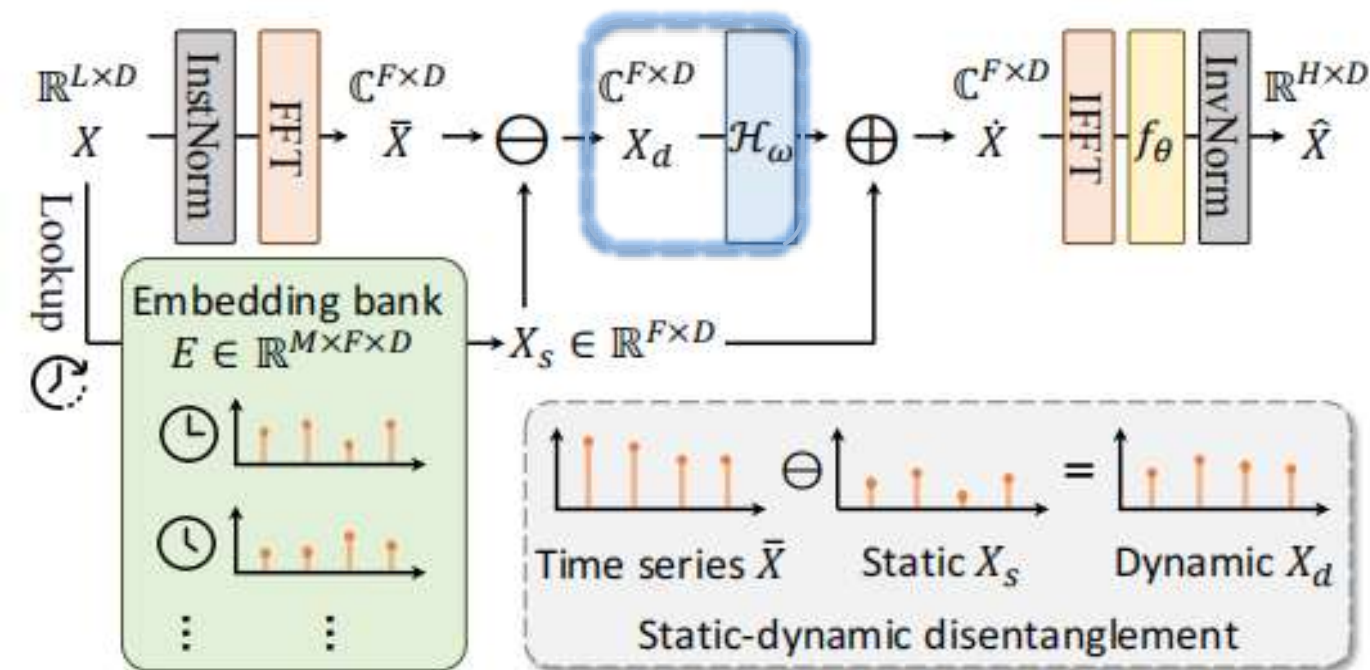 ℝ^{L×D}
X
InstNorm
FFT
ℂ^{F×D}
X̄
⊖
ℂ^{F×D}
X_d
ℋ_ω
⊕
ℂ^{F×D}
Ẋ
IFFT
f_θ
InvNorm
ℝ^{H×D}
X̂
Lookup
Embedding bank
E ∈ ℝ^{M×F×D}
⋮ ⋮
X_s ∈ ℝ^{F×D}
⊖ =
Time series X̄ Static X_s Dynamic X_d
Static-dynamic disentanglement